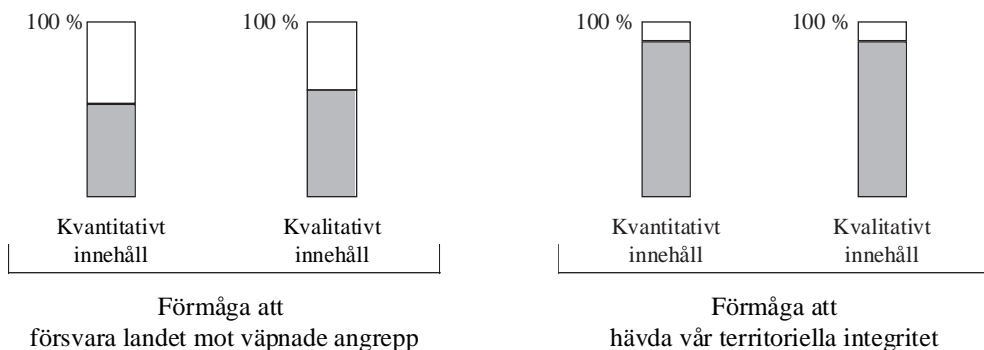 100 %
100 %
100 %
100 %
Kvantitativt
innehåll
Kvalitativt
innehåll
Kvantitativt
innehåll
Kvalitativt
innehåll
Förmåga att
försvara landet mot väpnade angrepp
Förmåga att
hävda vår territoriella integritet